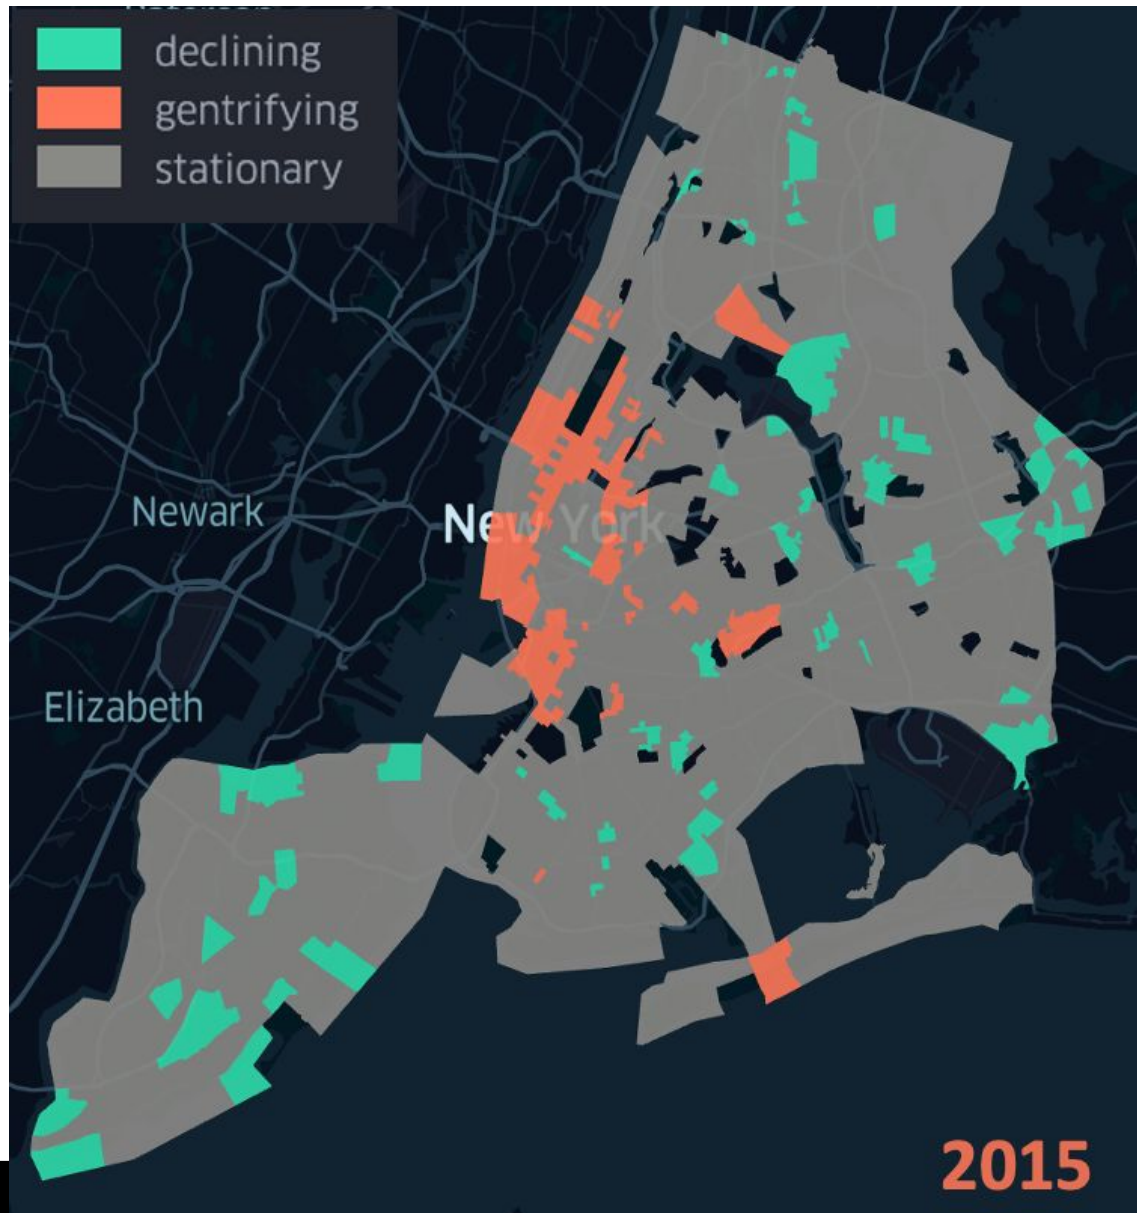 declining
gentrifying
stationary
Newark
New York
Elizabeth
2015